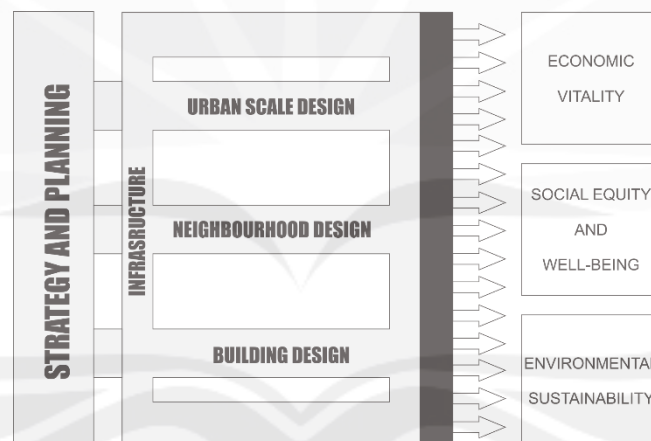 STRATEGY AND PLANNING
INFRASRUCTURE
URBAN SCALE DESIGN
NEIGHBOURHOOD DESIGN
BUILDING DESIGN
ECONOMIC
VITALITY
SOCIAL EQUITY
AND
WELL-BEING
ENVIRONMENTAL
SUSTAINABILITY